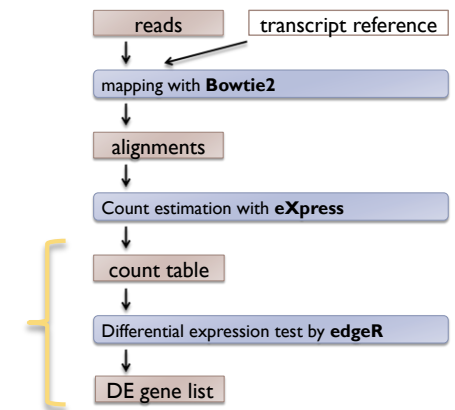 reads
transcript reference
mapping with Bowtie2
alignments
Count estimation with eXpress
count table
Differential expression test by edgeR
DE gene list